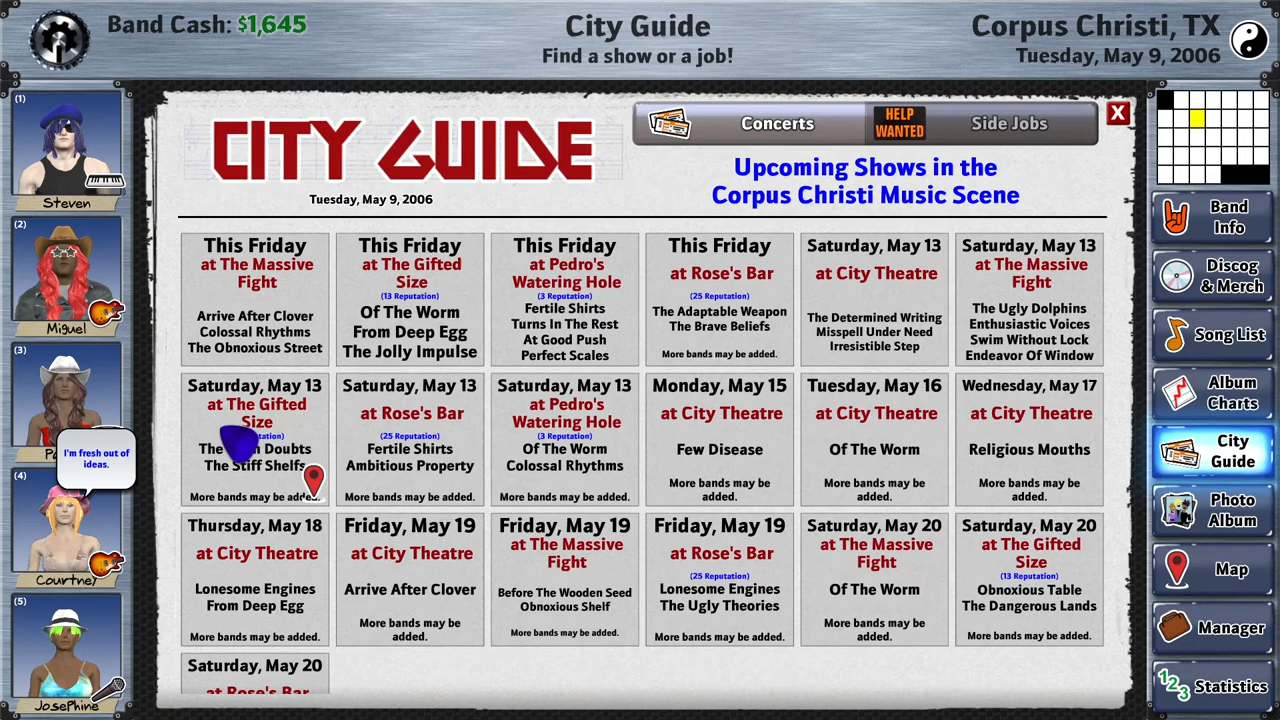 Band Cash: $1,645
City Guide
Find a show or a job!
Corpus Christi, TX
Tuesday, May 9, 2006
(1)
Steven
(2)
Miguel
(3)
I'm fresh out of
ideas.
(4)
Courtney
(5)
Josephine
CITY GUIDE
Tuesday, May 9, 2006
Concerts
HELP
WANTED
Side Jobs
X
Upcoming Shows in the
Corpus Christi Music Scene
This Friday
at The Massive
Fight
Arrive After Clover
Colossal Rhythms
The Obnoxious Street
This Friday
at The Gifted
Size
(13 Reputation)
Of The Worm
From Deep Egg
The Jolly Impulse
This Friday
at Pedro's
Watering Hole
(3 Reputation)
Fertile Shirts
Turns In The Rest
At Good Push
Perfect Scales
This Friday
at Rose's Bar
(25 Reputation)
The Adaptable Weapon
The Brave Beliefs
More bands may be added.
Saturday, May 13
at City Theatre
The Determined Writing
Misspell Under Need
Irresistible Step
Saturday, May 13
at The Massive
Fight
The Ugly Dolphins
Enthusiastic Voices
Swim Without Lock
Endeavor Of Window
Saturday, May 13
at The Gifted
Size
The Doubts
The Stiff Shelfs
More bands may be added.
Saturday, May 13
at Rose's Bar
(25 Reputation)
Fertile Shirts
Ambitious Property
More bands may be added.
Saturday, May 13
at Pedro's
Watering Hole
(3 Reputation)
Of The Worm
Colossal Rhythms
More bands may be added.
Monday, May 15
at City Theatre
Few Disease
More bands may be
added.
Tuesday, May 16
at City Theatre
Of The Worm
More bands may be
added.
Wednesday, May 17
at City Theatre
Religious Mouths
More bands may be
added.
Thursday, May 18
at City Theatre
Lonesome Engines
From Deep Egg
More bands may be added.
Friday, May 19
at City Theatre
Arrive After Clover
More bands may be
added.
Friday, May 19
at The Massive
Fight
Before The Wooden Seed
Obnoxious Shelf
More bands may be added.
Friday, May 19
at Rose's Bar
(25 Reputation)
Lonesome Engines
The Ugly Theories
More bands may be added.
Saturday, May 20
at The Massive
Fight
Of The Worm
More bands may be
added.
Saturday, May 20
at The Gifted
Size
(13 Reputation)
Obnoxious Table
The Dangerous Lands
More bands may be added.
Saturday, May 20
at Rose's Bar
Band
Info
Discog
& Merch
Song List
Album
Charts
City
Guide
Photo
Album
Map
Manager
123
Statistics